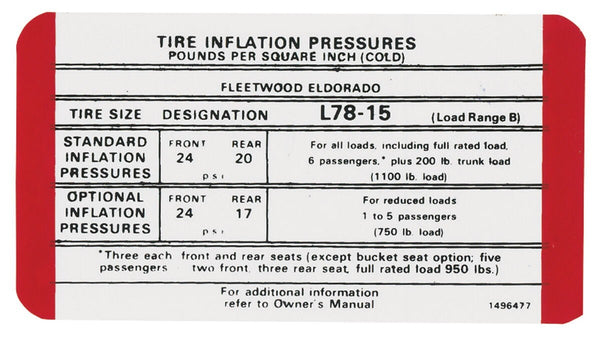 TIRE INFLATION PRESSURES
POUNDS PER SQUARE INCH (COLD)
FLEETWOOD ELDORADO
TIRE SIZE DESIGNATION L78-15 (Load Range B)
STANDARD INFLATION PRESSURES
FRONT REAR
24 20
psi
For all loads, including full rated load,
6 passengers,* plus 200 lb. trunk load
(1100 lb. load)
OPTIONAL INFLATION PRESSURES
FRONT REAR
24 17
psi
For reduced loads
1 to 5 passengers
(750 lb. load)
*Three each front and rear seats (except bucket seat option; five
passengers two front, three rear seat, full rated load 950 lbs.)
For additional information
refer to Owner's Manual
1496477